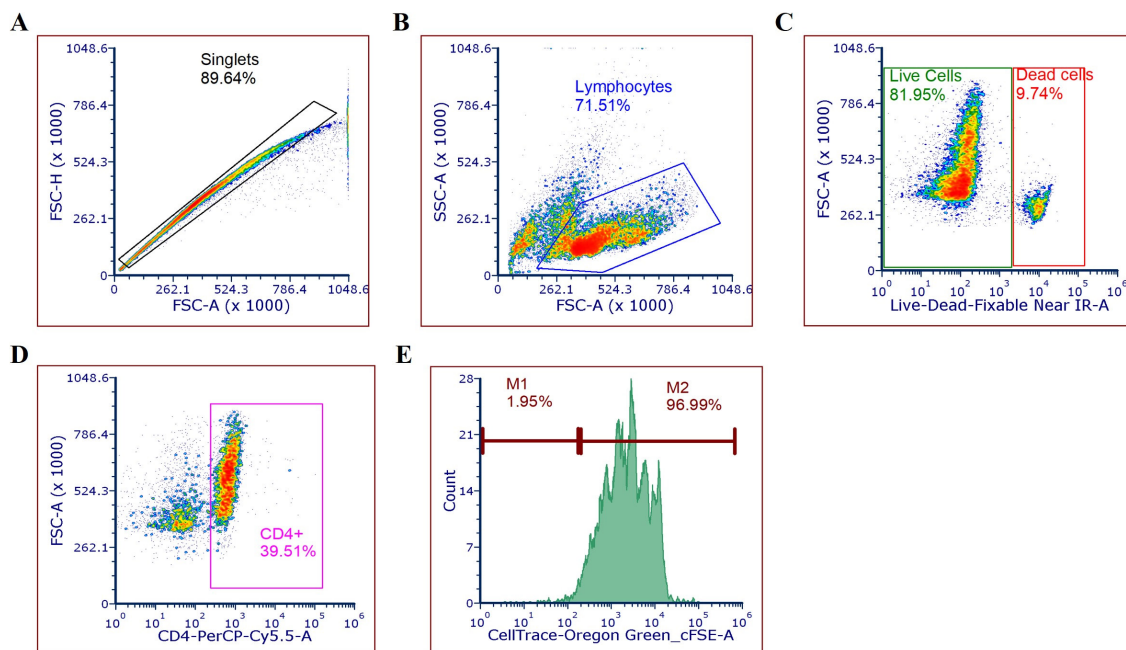 A
1048.6
786.4
524.3
262.1
0
FSC-H (x 1000)
Singlets
89.64%
0 262.1 524.3 786.4 1048.6
FSC-A (x 1000)
B
1048.6
786.4
524.3
262.1
0
SSC-A (x 1000)
Lymphocytes
71.51%
262.1 524.3 786.4 1048.6
FSC-A (x 1000)
C
1048.6
786.4
524.3
262.1
0
FSC-A (x 1000)
Live Cells
81.95%
Dead cells
9.74%
10^0 10^1 10^2 10^3 10^4 10^5 10^6
Live-Dead-Fixable Near IR-A
D
1048.6
786.4
524.3
262.1
0
FSC-A (x 1000)
CD4+
39.51%
10^0 10^1 10^2 10^3 10^4 10^5 10^6
CD4-PerCP-Cy5.5-A
E
28
21
14
7
0
Count
M1
1.95%
M2
96.99%
10^0 10^1 10^2 10^3 10^4 10^5 10^6
CellTrace-Oregon Green_cFSE-A